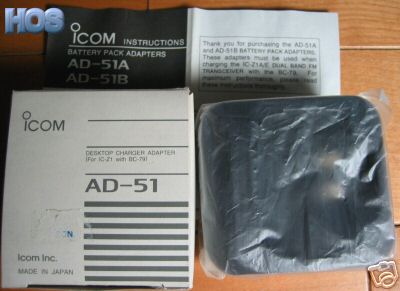 HOS
ICOM INSTRUCTIONS
BATTERY PACK ADAPTERS
AD-51A
AD-51B
Thank you for purchasing the AD-51A
and AD-51B BATTERY PACK ADAPTERS.
These adapters must be used when
charging the IC-Z1A/E DUAL BAND FM
TRANSCEIVER with the BC-79. For
maximum performance, please read
these instructions thoroughly.
ICOM
DESKTOP CHARGER ADAPTER
(For IC-Z1 with BC-79)
AD-51
Icom Inc.
MADE IN JAPAN